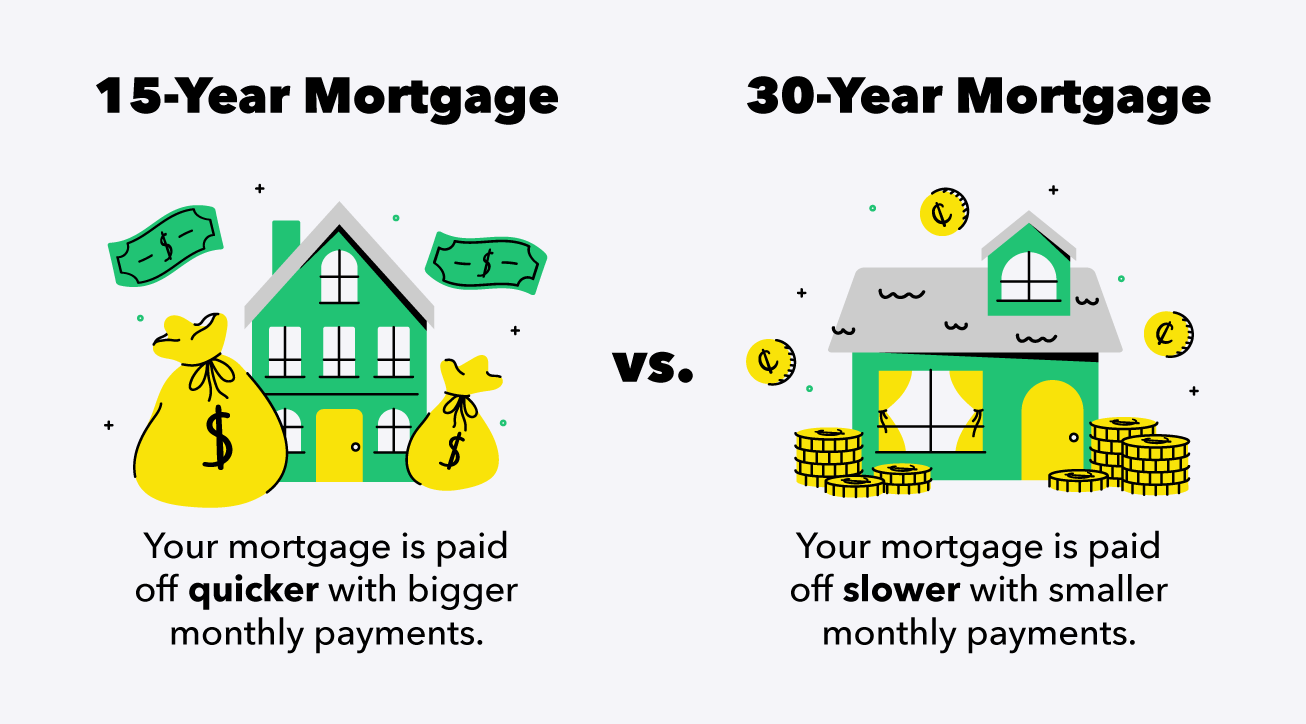 15-Year Mortgage
$
$
$
$
Your mortgage is paid
off quicker with bigger
monthly payments.
vs.
30-Year Mortgage
¢
¢
¢
Your mortgage is paid
off slower with smaller
monthly payments.